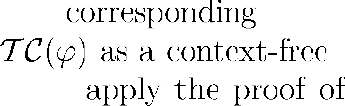 corresponding
𝒯𝒞(φ) as a context-free
apply the proof of